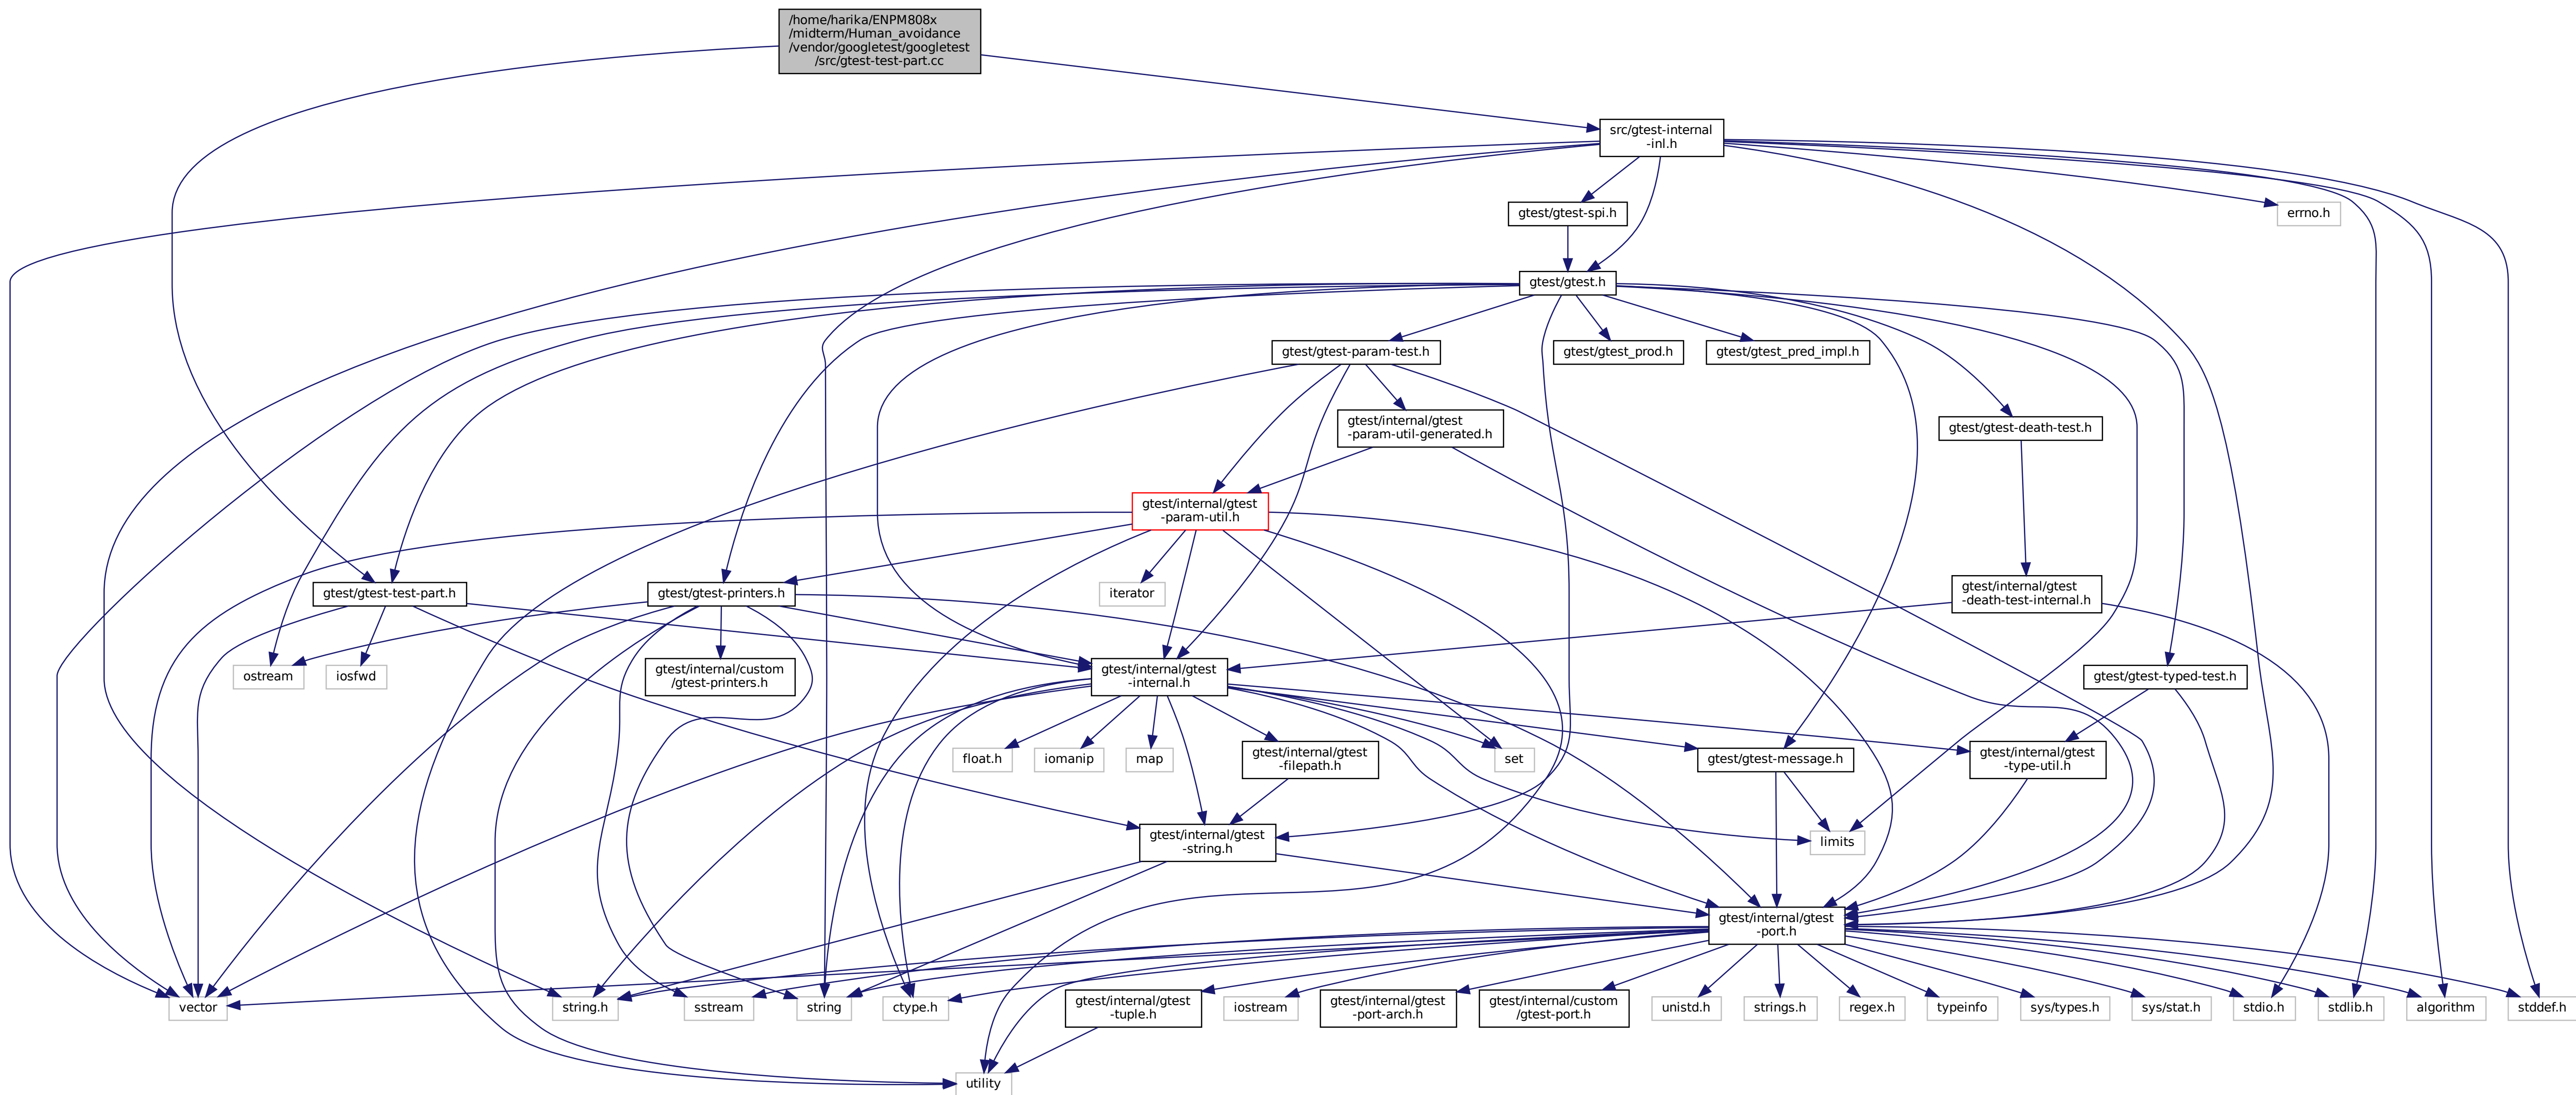 /home/harika/ENPM808x
/midterm/Human_avoidance
/vendor/googletest/googletest
/src/gtest-test-part.cc
src/gtest-internal
-inl.h
gtest/gtest-spi.h
errno.h
gtest/gtest.h
gtest/gtest-param-test.h
gtest/gtest_prod.h
gtest/gtest_pred_impl.h
gtest/internal/gtest
-param-util-generated.h
gtest/gtest-death-test.h
gtest/internal/gtest
-param-util.h
gtest/gtest-test-part.h
gtest/gtest-printers.h
iterator
gtest/internal/gtest
-death-test-internal.h
ostream
iosfwd
gtest/internal/custom
/gtest-printers.h
gtest/internal/gtest
-internal.h
gtest/gtest-typed-test.h
float.h
iomanip
map
gtest/internal/gtest
-filepath.h
set
gtest/gtest-message.h
gtest/internal/gtest
-type-util.h
gtest/internal/gtest
-string.h
limits
gtest/internal/gtest
-port.h
vector
string.h
sstream
string
ctype.h
gtest/internal/gtest
-tuple.h
iostream
gtest/internal/gtest
-port-arch.h
gtest/internal/custom
/gtest-port.h
unistd.h
strings.h
regex.h
typeinfo
sys/types.h
sys/stat.h
stdio.h
stdlib.h
algorithm
stddef.h
utility